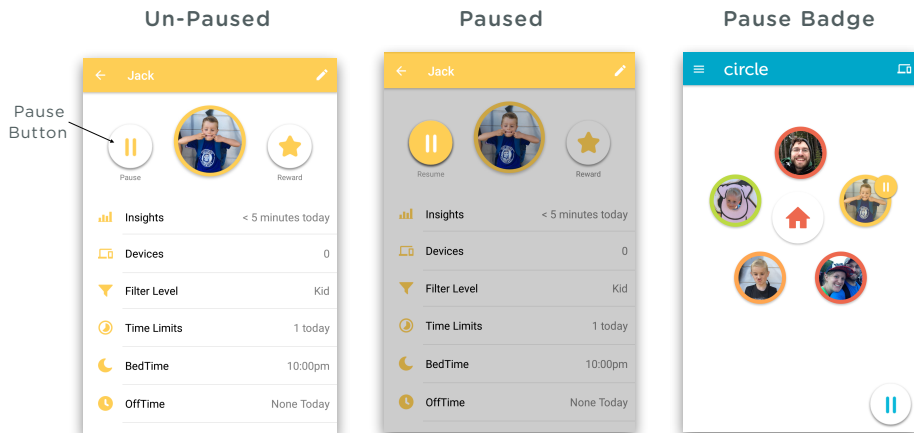 Un-Paused
Paused
Pause Badge
Pause
Button
Jack
Pause
Reward
Insights < 5 minutes today
Devices 0
Filter Level Kid
Time Limits 1 today
BedTime 10:00pm
OffTime None Today
Jack
Resume
Reward
Insights < 5 minutes today
Devices 0
Filter Level Kid
Time Limits 1 today
BedTime 10:00pm
OffTime None Today
circle